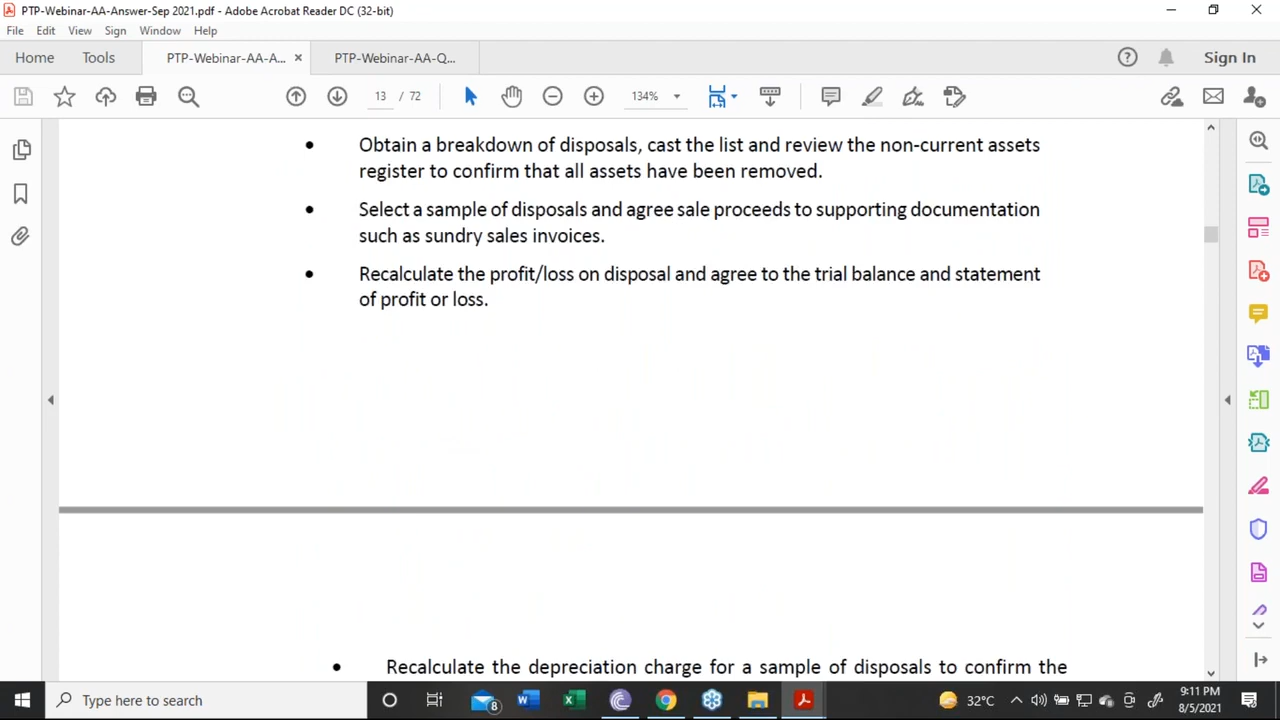 PTP-Webinar-AA-Answer-Sep 2021.pdf - Adobe Acrobat Reader DC (32-bit)
File Edit View Sign Window Help
Home Tools PTP-Webinar-AA-A... PTP-Webinar-AA-Q... Sign In
13 / 72 134%
• Obtain a breakdown of disposals, cast the list and review the non-current assets
register to confirm that all assets have been removed.
• Select a sample of disposals and agree sale proceeds to supporting documentation
such as sundry sales invoices.
• Recalculate the profit/loss on disposal and agree to the trial balance and statement
of profit or loss.
• Recalculate the depreciation charge for a sample of disposals to confirm the
Type here to search 8 32°C 9:11 PM
8/5/2021